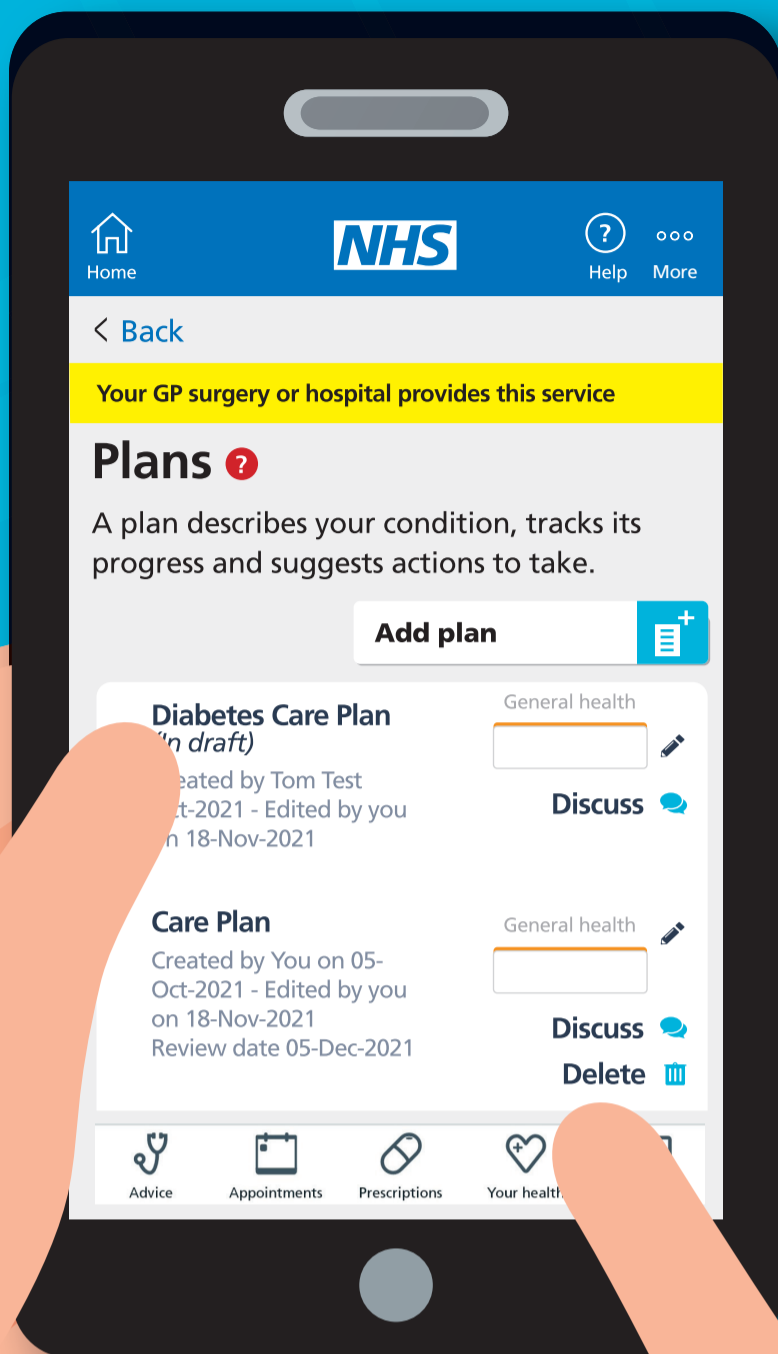 Home
NHS
?
Help
More
Back
Your GP surgery or hospital provides this service
Plans ?
A plan describes your condition, tracks its
progress and suggests actions to take.
Add plan
Diabetes Care Plan
draft)
General health
by Tom Test
2021 - Edited by you
18-Nov-2021
Discuss
Care Plan
General health
Created by You on 05-
Oct-2021 - Edited by you
on 18-Nov-2021
Review date 05-Dec-2021
Discuss
Delete
Advice
Appointments
Prescriptions
Your health